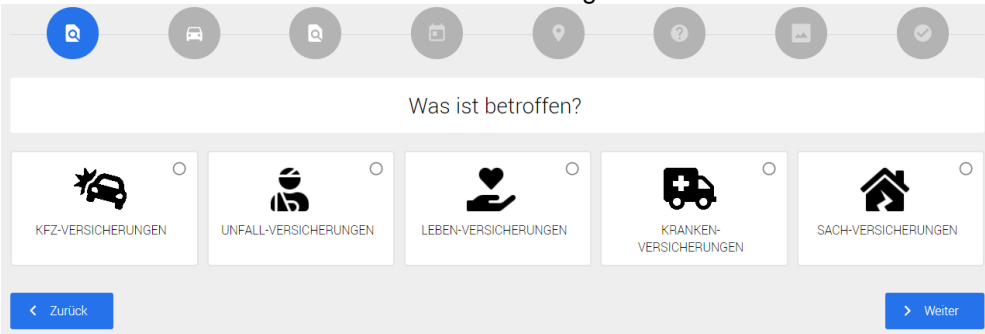 Was ist betroffen?
KFZ-VERSICHERUNGEN
UNFALL-VERSICHERUNGEN
LEBEN-VERSICHERUNGEN
KRANKEN-
VERSICHERUNGEN
SACH-VERSICHERUNGEN
Zurück
Weiter